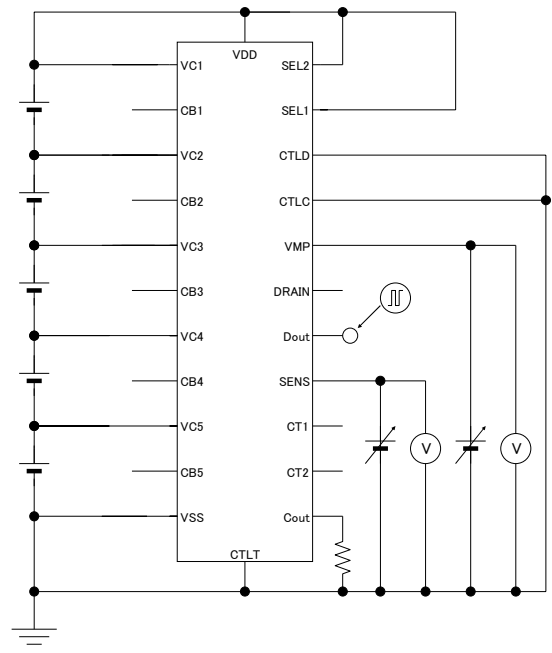 VDD
VC1
SEL2
CB1
SEL1
VC2
CTLD
CB2
CTLC
VC3
VMP
CB3
DRAIN
VC4
Dout
CB4
SENS
VC5
CT1
V
V
CB5
CT2
VSS
Cout
CTLT